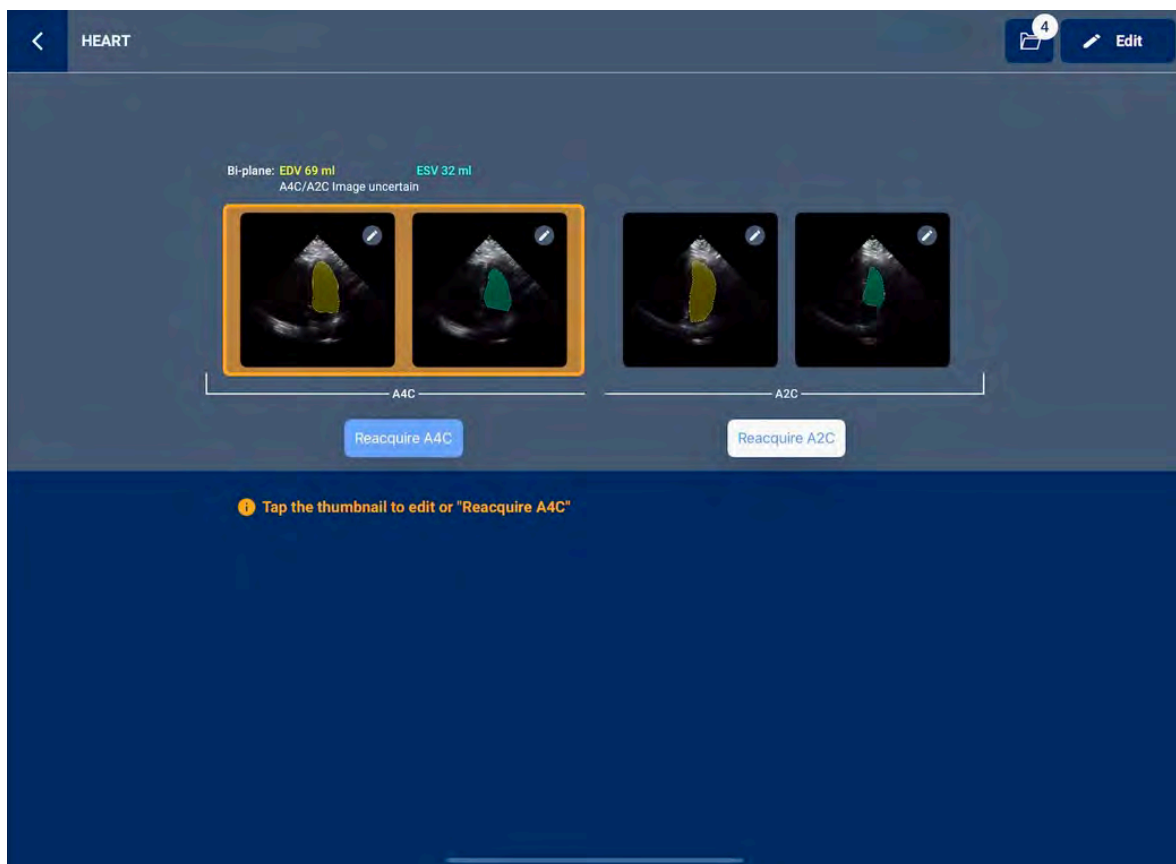 HEART
4
Edit
Bi-plane: EDV 69 ml ESV 32 ml
A4C/A2C Image uncertain
A4C
A2C
Reacquire A4C
Reacquire A2C
Tap the thumbnail to edit or "Reacquire A4C"